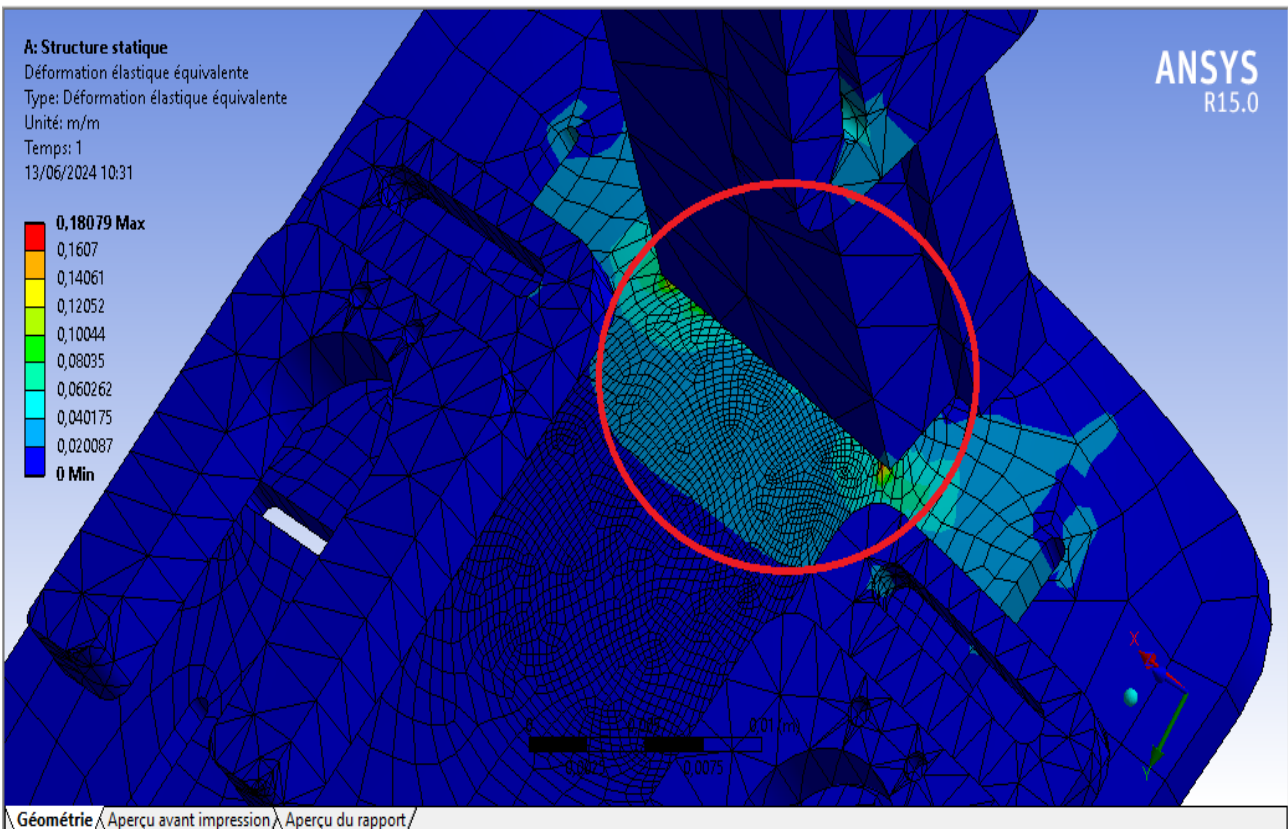 A: Structure statique
Déformation élastique équivalente
Type: Déformation élastique équivalente
Unité: m/m
Temps: 1
13/06/2024 10:31
ANSYS
R15.0
0,18079 Max
0,1607
0,14061
0,12052
0,10044
0,08035
0,060262
0,040175
0,020087
0 Min
X
Y
0,01 (m)
0,0075
Géométrie Aperçu avant impression Aperçu du rapport